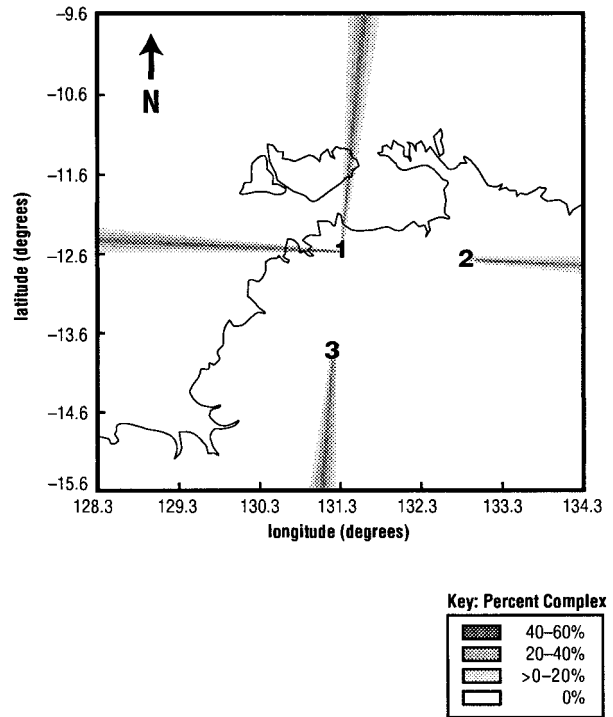 −9.6
−10.6
−11.6
−12.6
−13.6
−14.6
−15.6
latitude (degrees)
N
1
2
3
128.3 129.3 130.3 131.3 132.3 133.3 134.3
longitude (degrees)
Key: Percent Complex
40–60%
20–40%
>0–20%
0%